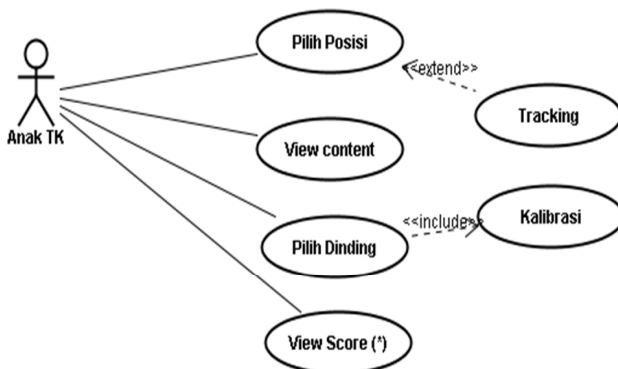 Pilih Posisi
<<extend>>
Tracking
Anak TK
View content
Kalibrasi
<<include>>
Pilih Dinding
View Score (*)